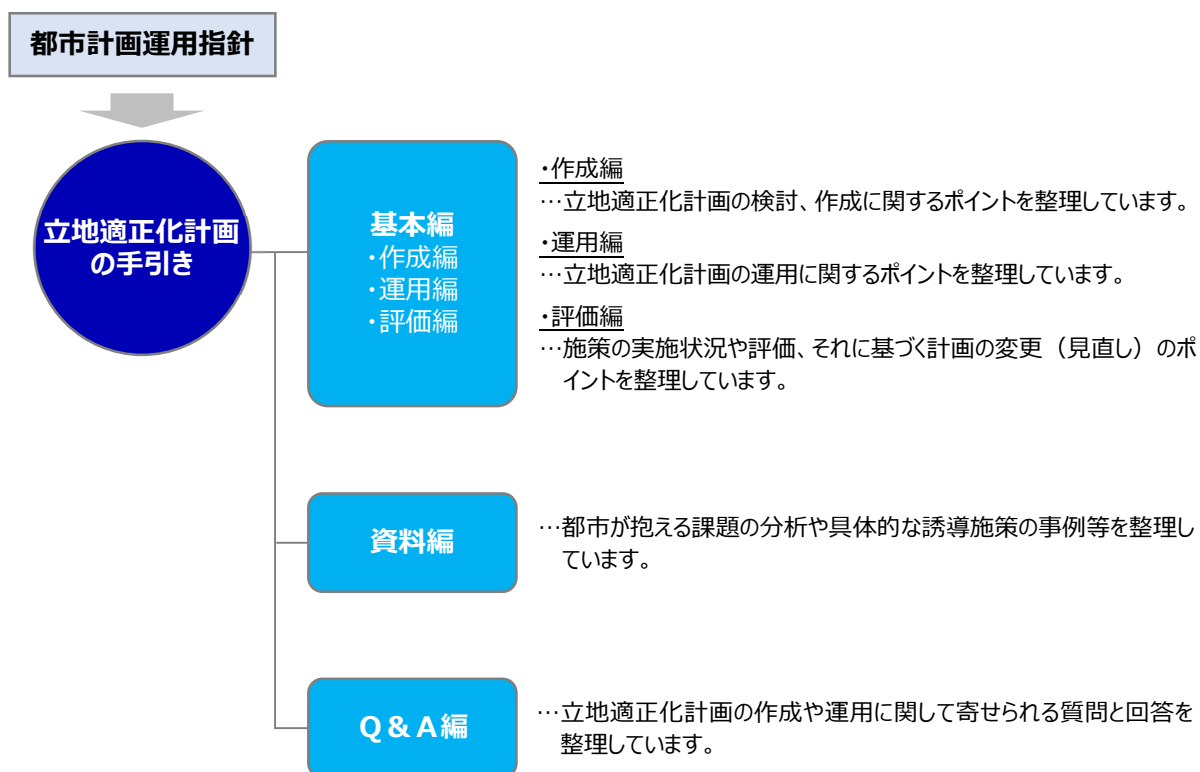 都市計画運用指針
立地適正化計画
の手引き
基本編
・作成編
・運用編
・評価編
・作成編
…立地適正化計画の検討、作成に関するポイントを整理しています。
・運用編
…立地適正化計画の運用に関するポイントを整理しています。
・評価編
…施策の実施状況や評価、それに基づく計画の変更（見直し）のポ
イントを整理しています。
資料編
…都市が抱える課題の分析や具体的な誘導施策の事例等を整理し
ています。
Q＆A編
…立地適正化計画の作成や運用に関して寄せられる質問と回答を
整理しています。